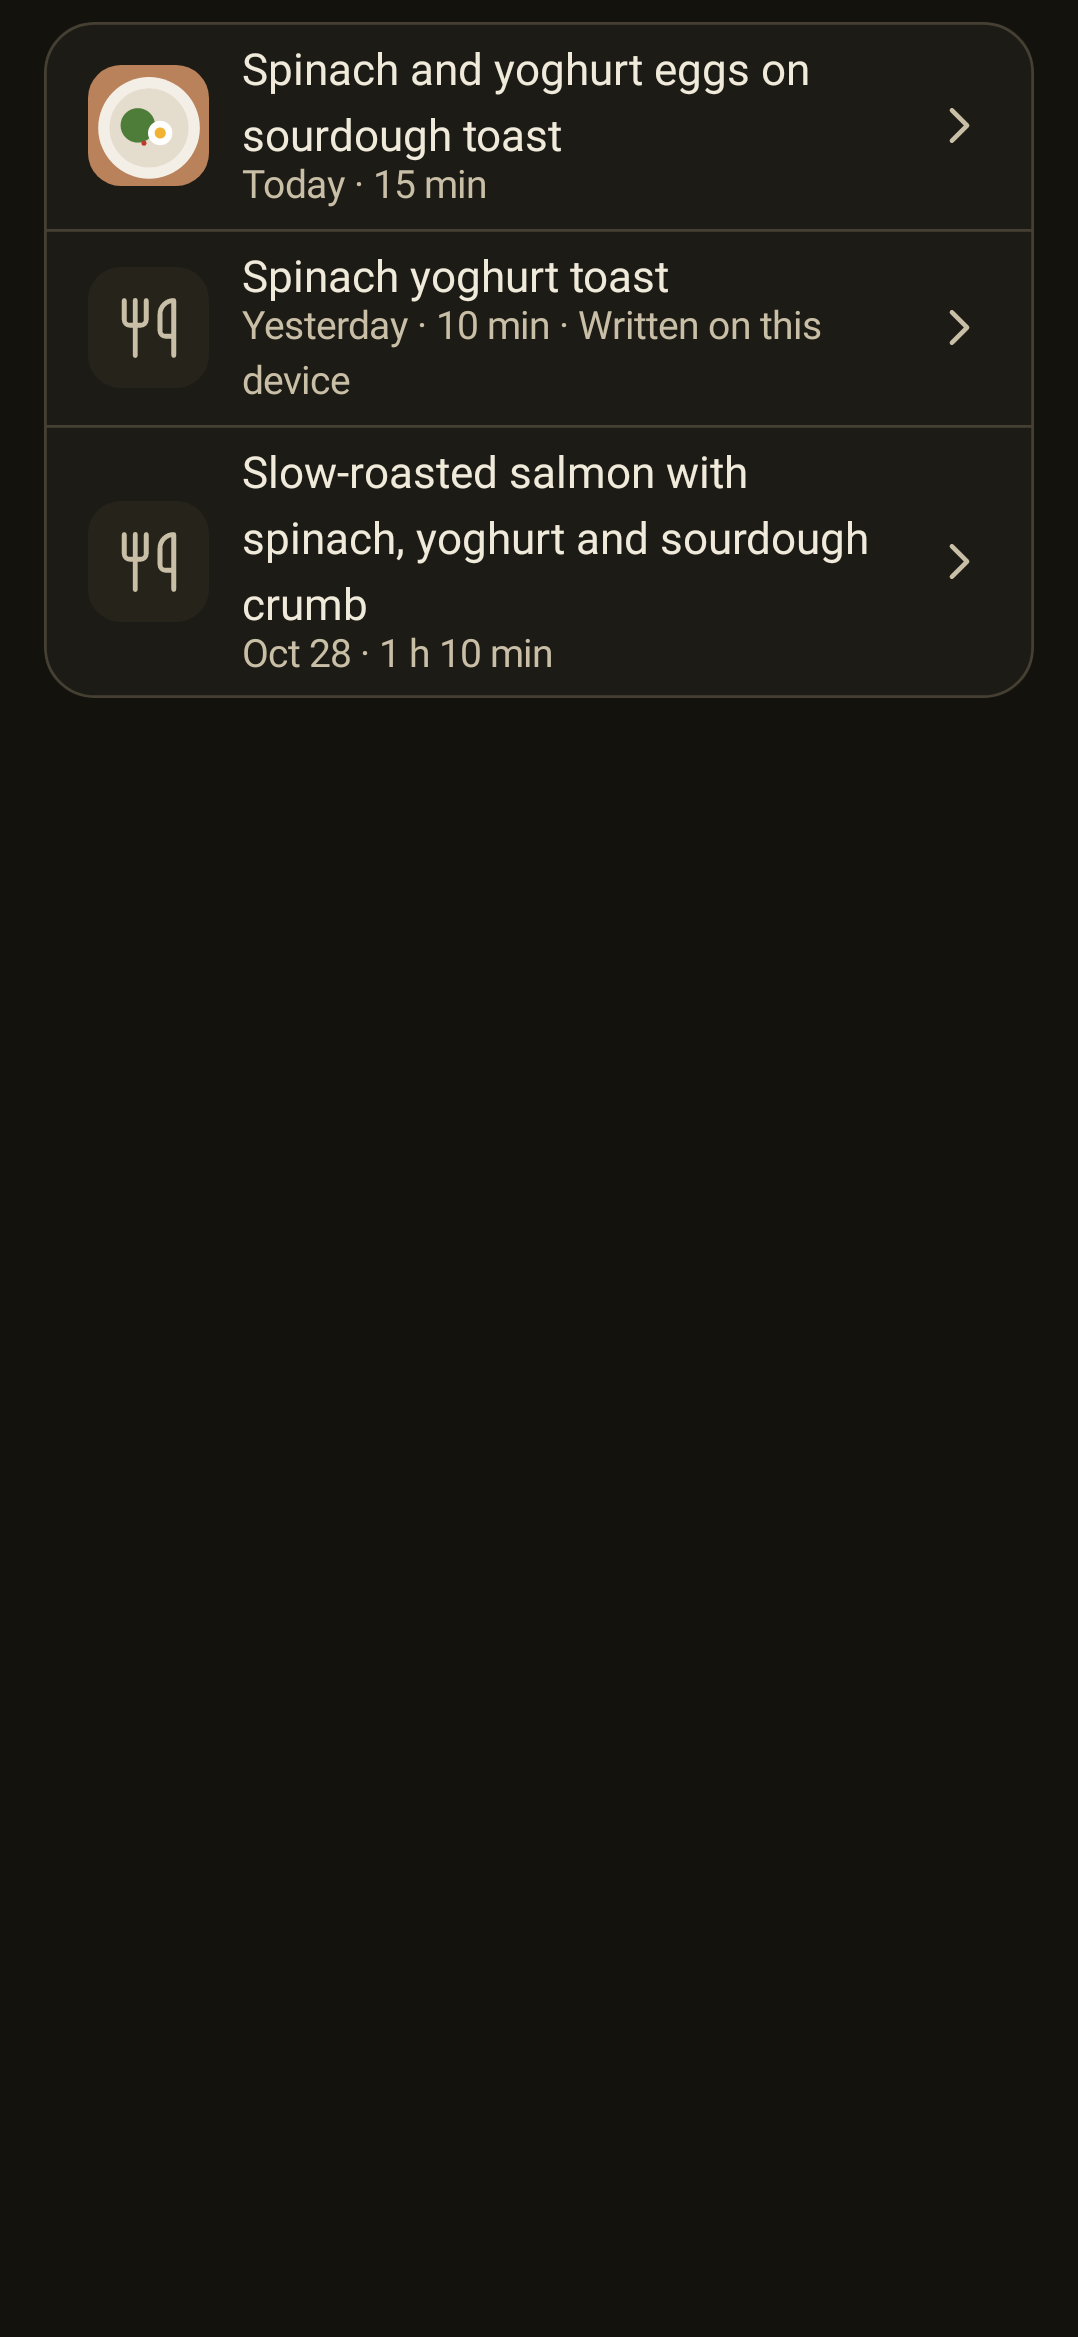 Spinach and yoghurt eggs on
sourdough toast
Today · 15 min
Spinach yoghurt toast
Yesterday · 10 min · Written on this
device
Slow-roasted salmon with
spinach, yoghurt and sourdough
crumb
Oct 28 · 1 h 10 min